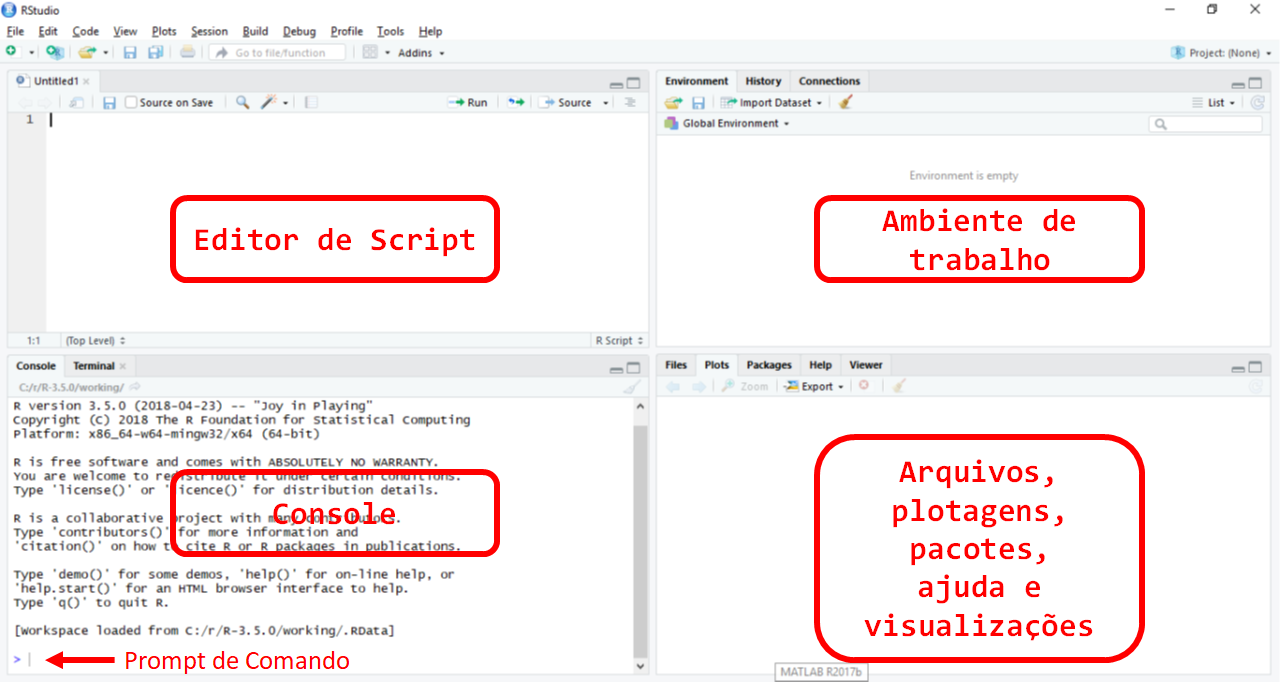 RStudio
File Edit Code View Plots Session Build Debug Profile Tools Help
Go to file/function Addins
Project: (None)
Untitled1
Source on Save Run Source
1
Editor de Script
1:1 (Top Level) R Script
Environment History Connections
Import Dataset List
Global Environment
Environment is empty
Ambiente de
trabalho
Console Terminal
C:/r/R-3.5.0/working/
R version 3.5.0 (2018-04-23) -- "Joy in Playing"
Copyright (C) 2018 The R Foundation for Statistical Computing
Platform: x86_64-w64-mingw32/x64 (64-bit)
R is free software and comes with ABSOLUTELY NO WARRANTY.
You are welcome to redistribute it under certain conditions.
Type 'license()' or 'licence()' for distribution details.
R is a collaborative project with many contributors.
Type 'contributors()' for more information and
'citation()' on how to cite R or R packages in publications.
Console
Type 'demo()' for some demos, 'help()' for on-line help, or
'help.start()' for an HTML browser interface to help.
Type 'q()' to quit R.
[Workspace loaded from C:/r/R-3.5.0/working/.RData]
>
Prompt de Comando
Files Plots Packages Help Viewer
Zoom Export
Arquivos,
plotagens,
pacotes,
ajuda e
visualizações
MATLAB R2017b